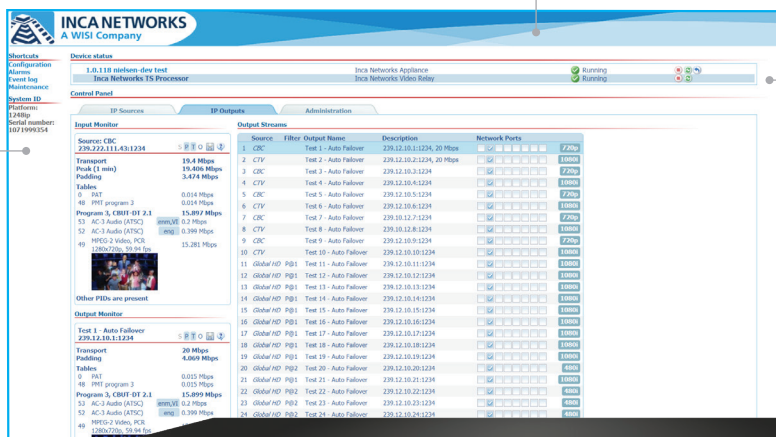 INCA NETWORKS
A WISI Company
Shortcuts
Configuration
Alarms
Event log
Maintenance
System ID
Platform:
1248ip
Serial number:
1071999354
Device status
1.0.118 nielsen-dev test Inca Networks Appliance Running
Inca Networks TS Processor Inca Networks Video Relay Running
Control Panel
IP Sources IP Outputs Administration
Input Monitor
Source: CBC
239.222.111.43:1234 S P T O
Transport 19.4 Mbps
Peak (1 min) 19.406 Mbps
Padding 3.474 Mbps
Tables
0 PAT 0.014 Mbps
48 PMT program 3 0.014 Mbps
Program 3, CBUT-DT 2.1 15.897 Mbps
53 AC-3 Audio (ATSC) emm,VI 0.2 Mbps
52 AC-3 Audio (ATSC) eng 0.399 Mbps
49 MPEG-2 Video, PCR
1280x720p, 59.94 fps 15.281 Mbps
Other PIDs are present
Output Monitor
Test 1 - Auto Failover
239.12.10.1:1234 S P T O
Transport 20 Mbps
Padding 4.069 Mbps
Tables
0 PAT 0.015 Mbps
48 PMT program 3 0.015 Mbps
Program 3, CBUT-DT 2.1 15.899 Mbps
53 AC-3 Audio (ATSC) emm,VI 0.2 Mbps
52 AC-3 Audio (ATSC) eng 0.399 Mbps
49 MPEG-2 Video, PCR
1280x720p, 59.94 fps
Output Streams
Source Filter Output Name Description Network Ports
1 CBC Test 1 - Auto Failover 239.12.10.1:1234, 20 Mbps 720p
2 CTV Test 2 - Auto Failover 239.12.10.2:1234, 20 Mbps 1080i
3 CBC Test 3 - Auto Failover 239.12.10.3:1234 720p
4 CTV Test 4 - Auto Failover 239.12.10.4:1234 1080i
5 CBC Test 5 - Auto Failover 239.12.10.5:1234 720p
6 CTV Test 6 - Auto Failover 239.12.10.6:1234 1080i
7 CBC Test 7 - Auto Failover 239.10.12.7:1234 720p
8 CTV Test 8 - Auto Failover 239.12.10.8:1234 1080i
9 CBC Test 9 - Auto Failover 239.12.10.9:1234 720p
10 CTV Test 10 - Auto Failover 239.12.10.10:1234 1080i
11 Global HD P@1 Test 11 - Auto Failover 239.12.10.11:1234 1080i
12 Global HD P@1 Test 12 - Auto Failover 239.12.10.12:1234 1080i
13 Global HD P@1 Test 13 - Auto Failover 239.12.10.13:1234 1080i
14 Global HD P@1 Test 14 - Auto Failover 239.12.10.14:1234 1080i
15 Global HD P@1 Test 15 - Auto Failover 239.12.10.15:1234 1080i
16 Global HD P@1 Test 16 - Auto Failover 239.12.10.16:1234 1080i
17 Global HD P@1 Test 17 - Auto Failover 239.12.10.17:1234 1080i
18 Global HD P@1 Test 18 - Auto Failover 239.12.10.18:1234 1080i
19 Global HD P@1 Test 19 - Auto Failover 239.12.10.19:1234 1080i
20 Global HD P@2 Test 20 - Auto Failover 239.12.10.20:1234 480i
21 Global HD P@1 Test 21 - Auto Failover 239.12.10.21:1234 1080i
22 Global HD P@2 Test 22 - Auto Failover 239.12.10.22:1234 480i
23 Global HD P@2 Test 23 - Auto Failover 239.12.10.23:1234 480i
24 Global HD P@2 Test 24 - Auto Failover 239.12.10.24:1234 480i